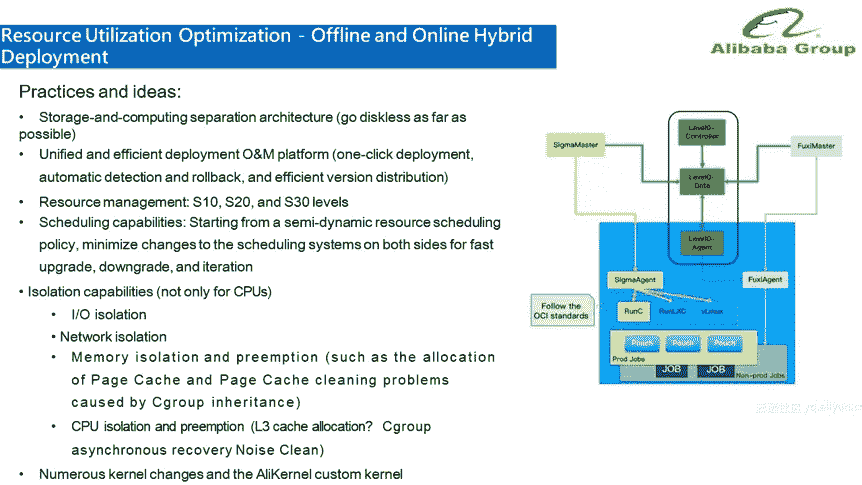 Resource Utilization Optimization - Offline and Online Hybrid
Deployment
Alibaba Group
Practices and ideas:
• Storage-and-computing separation architecture (go diskless as far as
possible)
• Unified and efficient deployment O&M platform (one-click deployment,
automatic detection and rollback, and efficient version distribution)
• Resource management: S10, S20, and S30 levels
• Scheduling capabilities: Starting from a semi-dynamic resource scheduling
policy, minimize changes to the scheduling systems on both sides for fast
upgrade, downgrade, and iteration
• Isolation capabilities (not only for CPUs)
• I/O isolation
• Network isolation
• Memory isolation and preemption (such as the allocation
of Page Cache and Page Cache cleaning problems
caused by Cgroup inheritance)
• CPU isolation and preemption (L3 cache allocation? Cgroup
asynchronous recovery Noise Clean)
• Numerous kernel changes and the AliKernel custom kernel
Level0-
Controller
SigmaMaster
FuxiMaster
Level0-
Data
Level0-
Agent
SigmaAgent
FuxiAgent
Follow the
OCI standards
RunC
RunLXC
Pouch
Pouch
Pouch
Prod Jobs
JOB
JOB
Non-prod Jobs